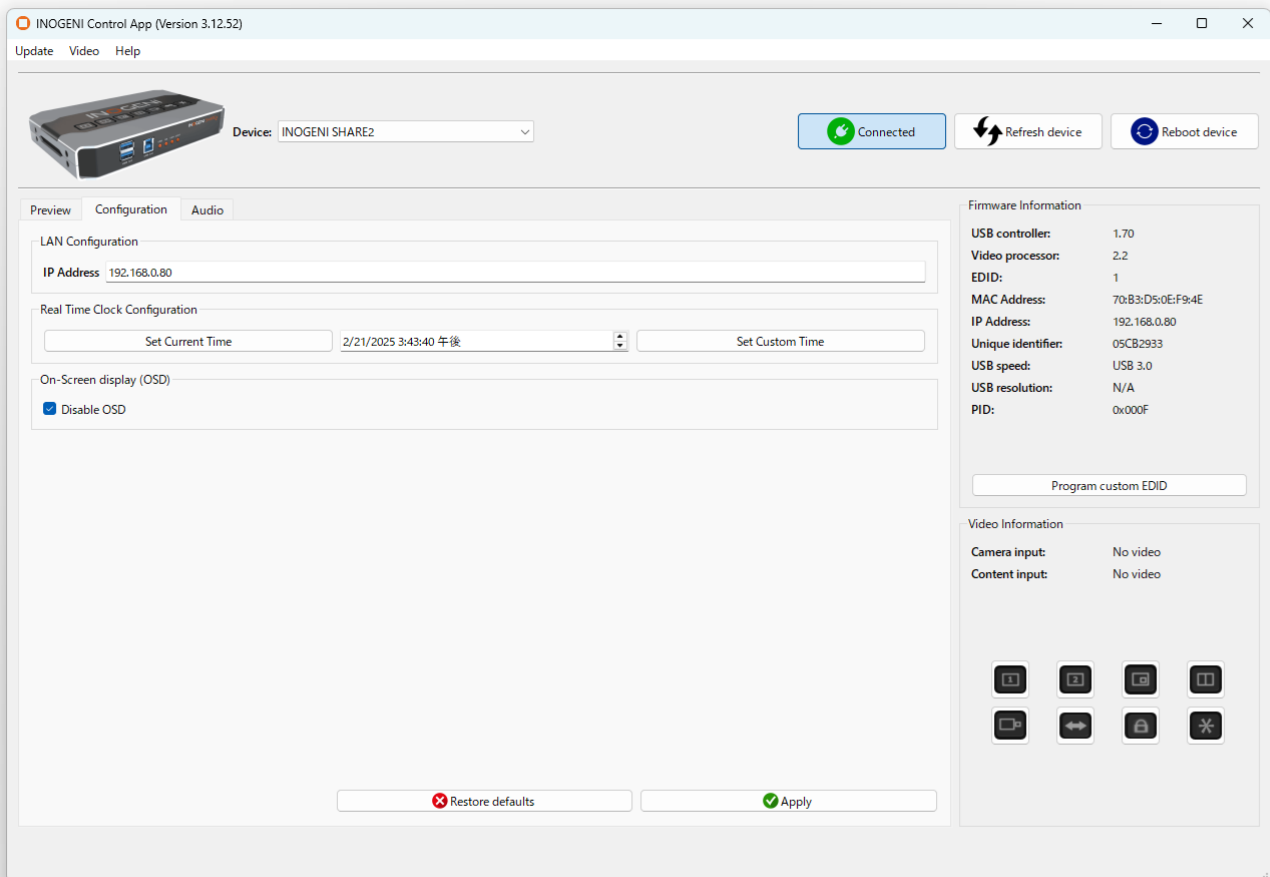 INOGENI Control App (Version 3.12.52)
Update Video Help
INOGENI
Device: INOGENI SHARE2
Connected
Refresh device
Reboot device
Preview Configuration Audio
LAN Configuration
IP Address 192.168.0.80
Real Time Clock Configuration
Set Current Time 2/21/2025 3:43:40 午後 Set Custom Time
On-Screen display (OSD)
Disable OSD
Restore defaults Apply
Firmware Information
USB controller: 1.70
Video processor: 2.2
EDID: 1
MAC Address: 70:B3:D5:0E:F9:4E
IP Address: 192.168.0.80
Unique identifier: 05CB2933
USB speed: USB 3.0
USB resolution: N/A
PID: 0x000F
Program custom EDID
Video Information
Camera input: No video
Content input: No video
1 2